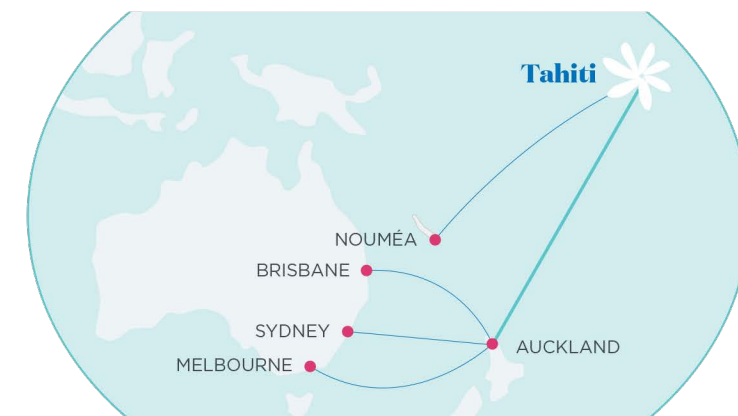 Tahiti
NOUMÉA
BRISBANE
SYDNEY
AUCKLAND
MELBOURNE